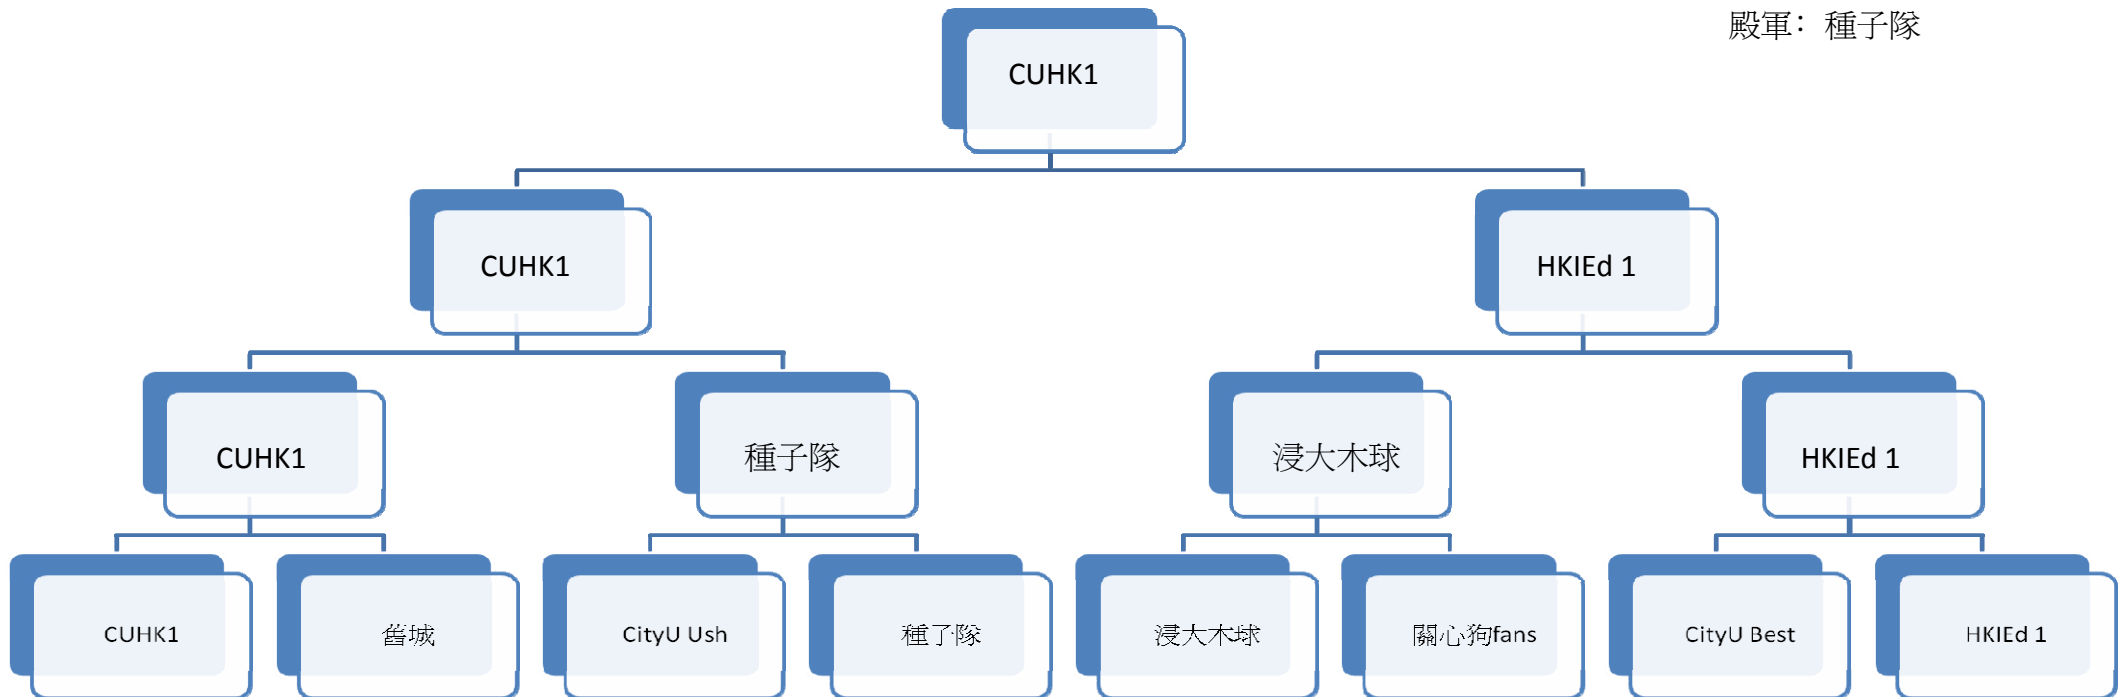 殿軍：種子隊
CUHK1
CUHK1
HKIEd 1
CUHK1
種子隊
浸大木球
HKIEd 1
CUHK1
舊城
CityU Ush
種子隊
浸大木球
關心狗fans
CityU Best
HKIEd 1